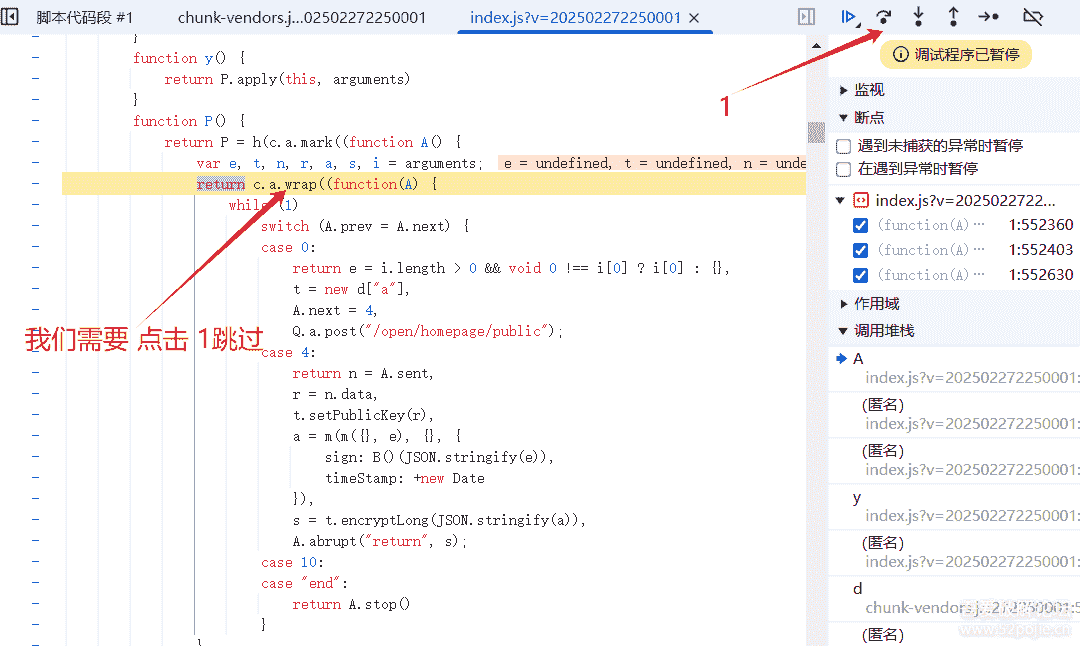 脚本代码段 #1
chunk-vendors.j...02502272250001
index.js?v=202502272250001
}
function y() {
return P.apply(this, arguments)
}
function P() {
return P = h(c.a.mark((function A() {
var e, t, n, r, a, s, i = arguments; e = undefined, t = undefined, n = unde
return c.a.wrap((function(A) {
while (1)
switch (A.prev = A.next) {
case 0:
return e = i.length > 0 && void 0 !== i[0] ? i[0] : {},
t = new d["a"],
A.next = 4,
Q.a.post("/open/homepage/public");
case 4:
return n = A.sent,
r = n.data,
t.setPublicKey(r),
a = m(m({}, e), {}, {
sign: B()(JSON.stringify(e)),
timeStamp: +new Date
}),
s = t.encryptLong(JSON.stringify(a)),
A.abrupt("return", s);
case 10:
case "end":
return A.stop()
}
}
1
我们需要 点击 1跳过
调试程序已暂停
监视
断点
遇到未捕获的异常时暂停
在遇到异常时暂停
index.js?v=2025022722...
(function(A) ... 1:552360
(function(A) ... 1:552403
(function(A) ... 1:552630
作用域
调用堆栈
A
index.js?v=202502272250001:
(匿名)
index.js?v=202502272250001:
(匿名)
index.js?v=202502272250001:
y
index.js?v=202502272250001:
(匿名)
index.js?v=202502272250001:
d
(匿名)
www.52pojie.cn